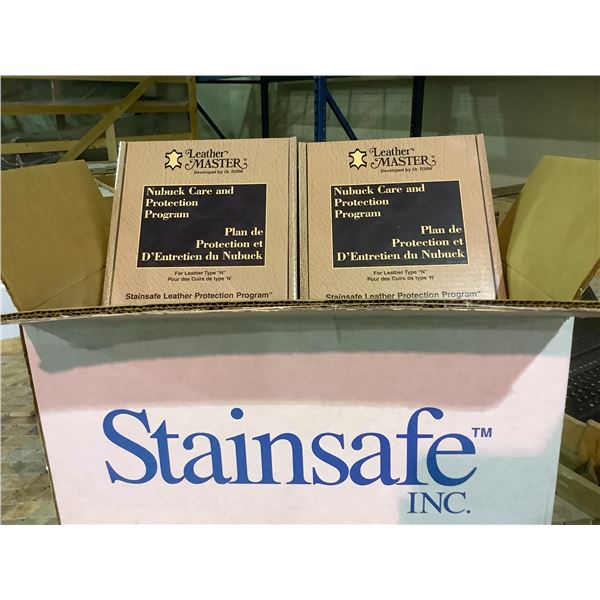 Leather
MASTER™
Developed by Dr. TORK
Nubuck Care and
Protection
Program
Plan de
Protection et
D'Entretien du Nubuck
For Leather Type "N"
Pour des Cuirs de type 'N'
Stainsafe Leather Protection Program™
Leather
MASTER™
Developed by Dr. TORK
Nubuck Care and
Protection
Program
Plan de
Protection et
D'Entretien du Nubuck
For Leather Type "N"
Pour des Cuirs de type 'N'
Stainsafe Leather Protection Program™
Stainsafe™
INC.